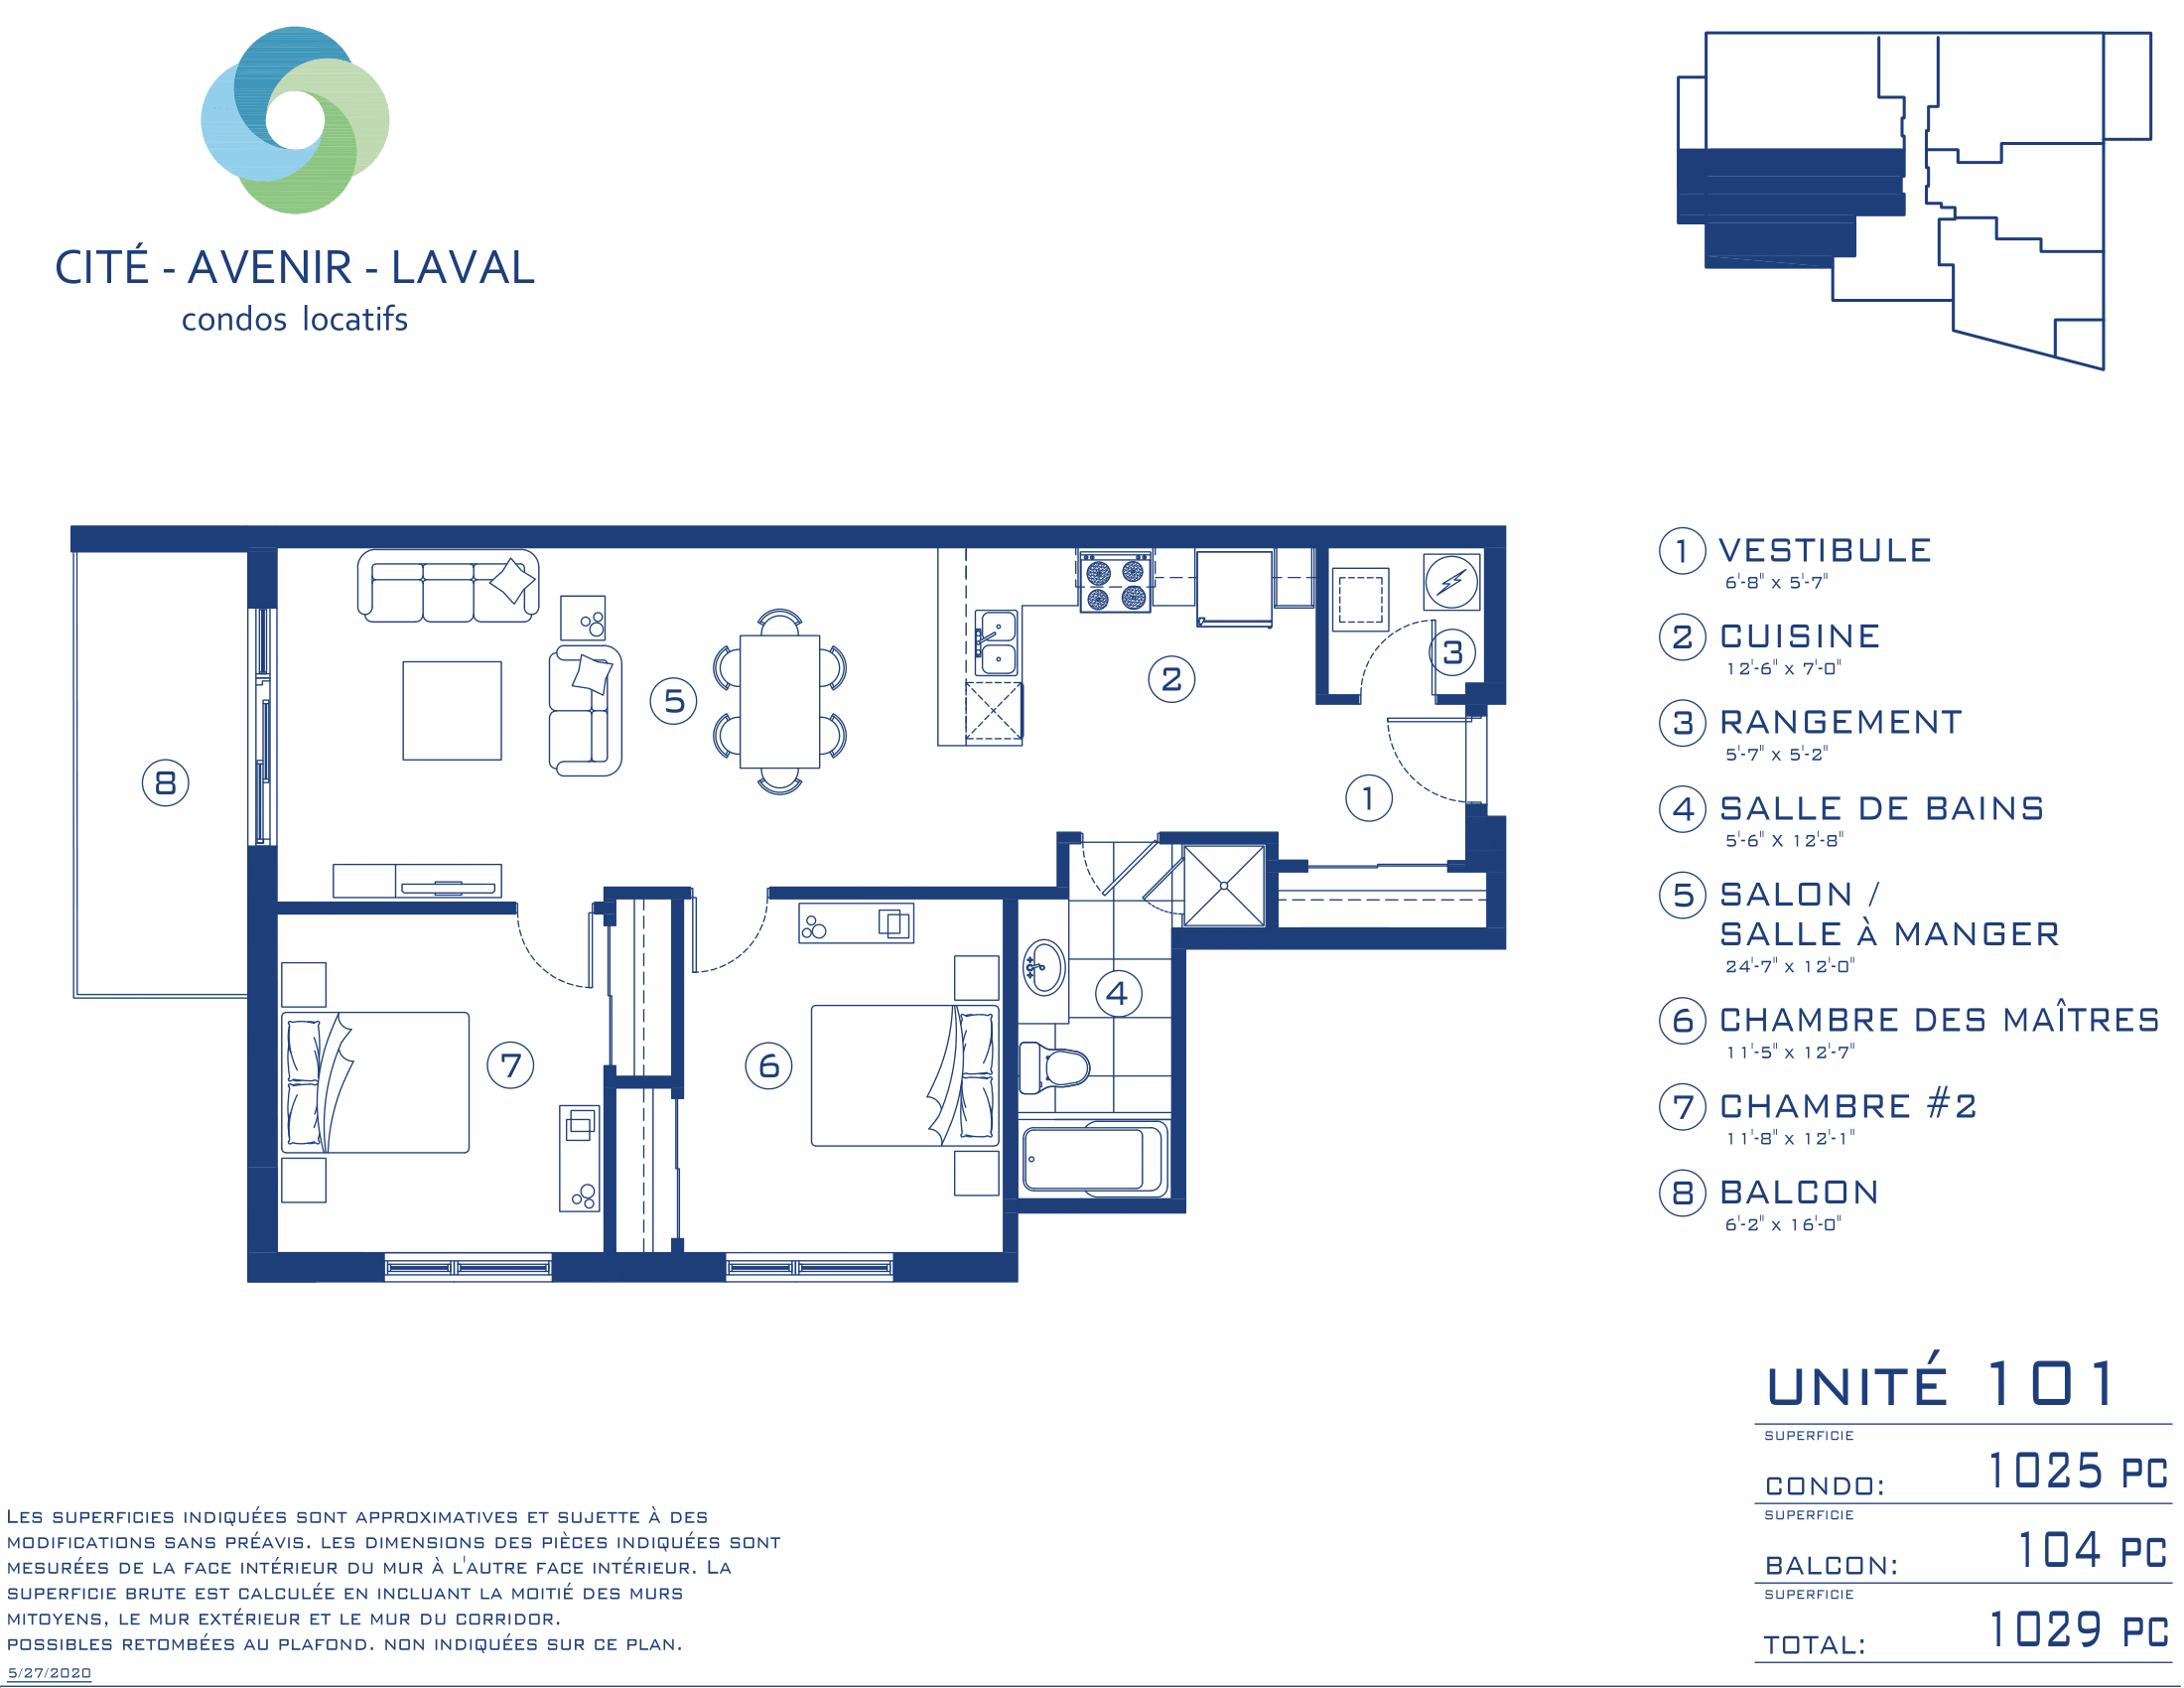 CITÉ - AVENIR - LAVAL
condos locatifs
1 VESTIBULE
6'-8" x 5'-7"
2 CUISINE
12'-6" x 7'-0"
3 RANGEMENT
5'-7" x 5'-2"
4 SALLE DE BAINS
5'-6" X 12'-8"
5 SALON /
SALLE À MANGER
24'-7" x 12'-0"
6 CHAMBRE DES MAÎTRES
11'-5" x 12'-7"
7 CHAMBRE #2
11'-8" x 12'-1"
8 BALCON
6'-2" x 16'-0"
5
2
3
1
8
7
6
4
UNITÉ 101
SUPERFICIE
CONDO: 1025 PC
SUPERFICIE
BALCON: 104 PC
SUPERFICIE
TOTAL: 1029 PC
LES SUPERFICIES INDIQUÉES SONT APPROXIMATIVES ET SUJETTE À DES
MODIFICATIONS SANS PRÉAVIS. LES DIMENSIONS DES PIÈCES INDIQUÉES SONT
MESURÉES DE LA FACE INTÉRIEUR DU MUR À L'AUTRE FACE INTÉRIEUR. LA
SUPERFICIE BRUTE EST CALCULÉE EN INCLUANT LA MOITIÉ DES MURS
MITOYENS, LE MUR EXTÉRIEUR ET LE MUR DU CORRIDOR.
POSSIBLES RETOMBÉES AU PLAFOND. NON INDIQUÉES SUR CE PLAN.
5/27/2020